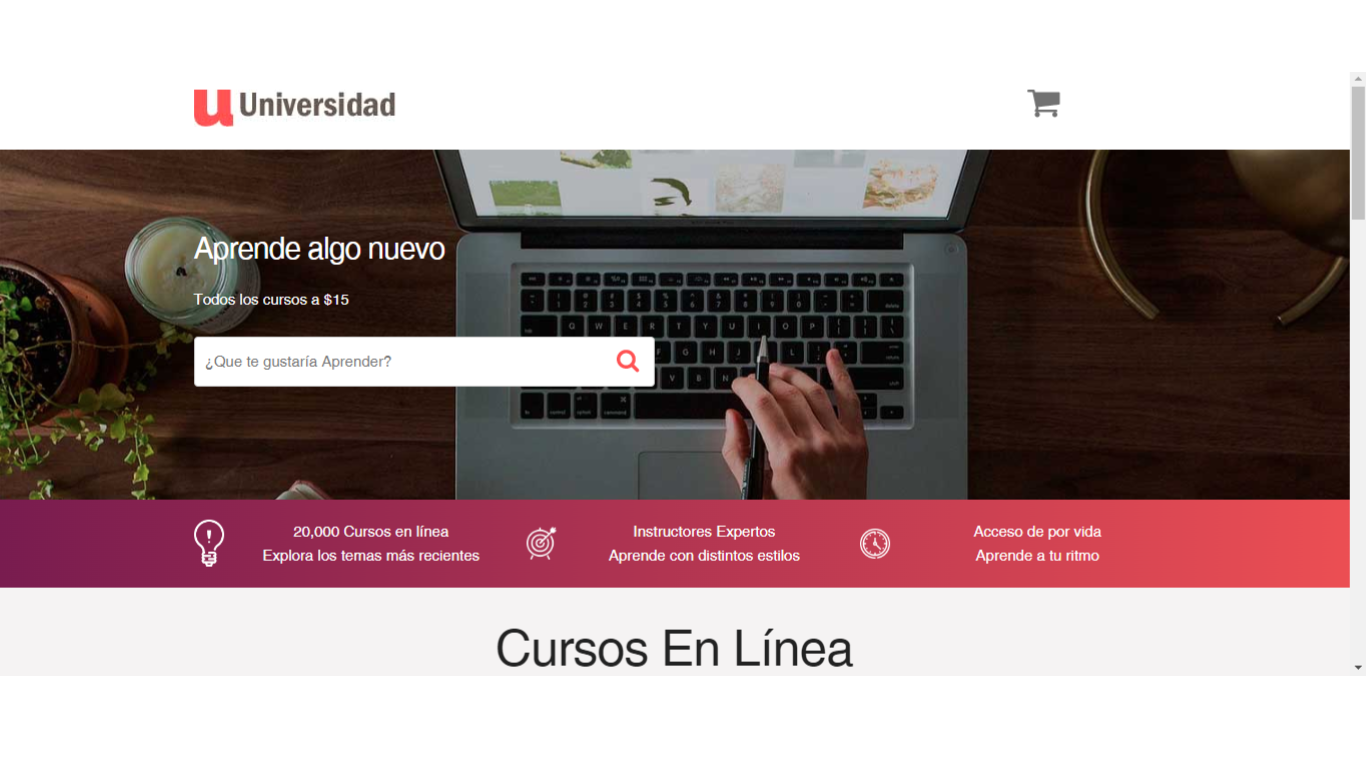 u Universidad
Aprende algo nuevo
Todos los cursos a $15
¿Que te gustaría Aprender?
20,000 Cursos en línea
Explora los temas más recientes
Instructores Expertos
Aprende con distintos estilos
Acceso de por vida
Aprende a tu ritmo
Cursos En Línea